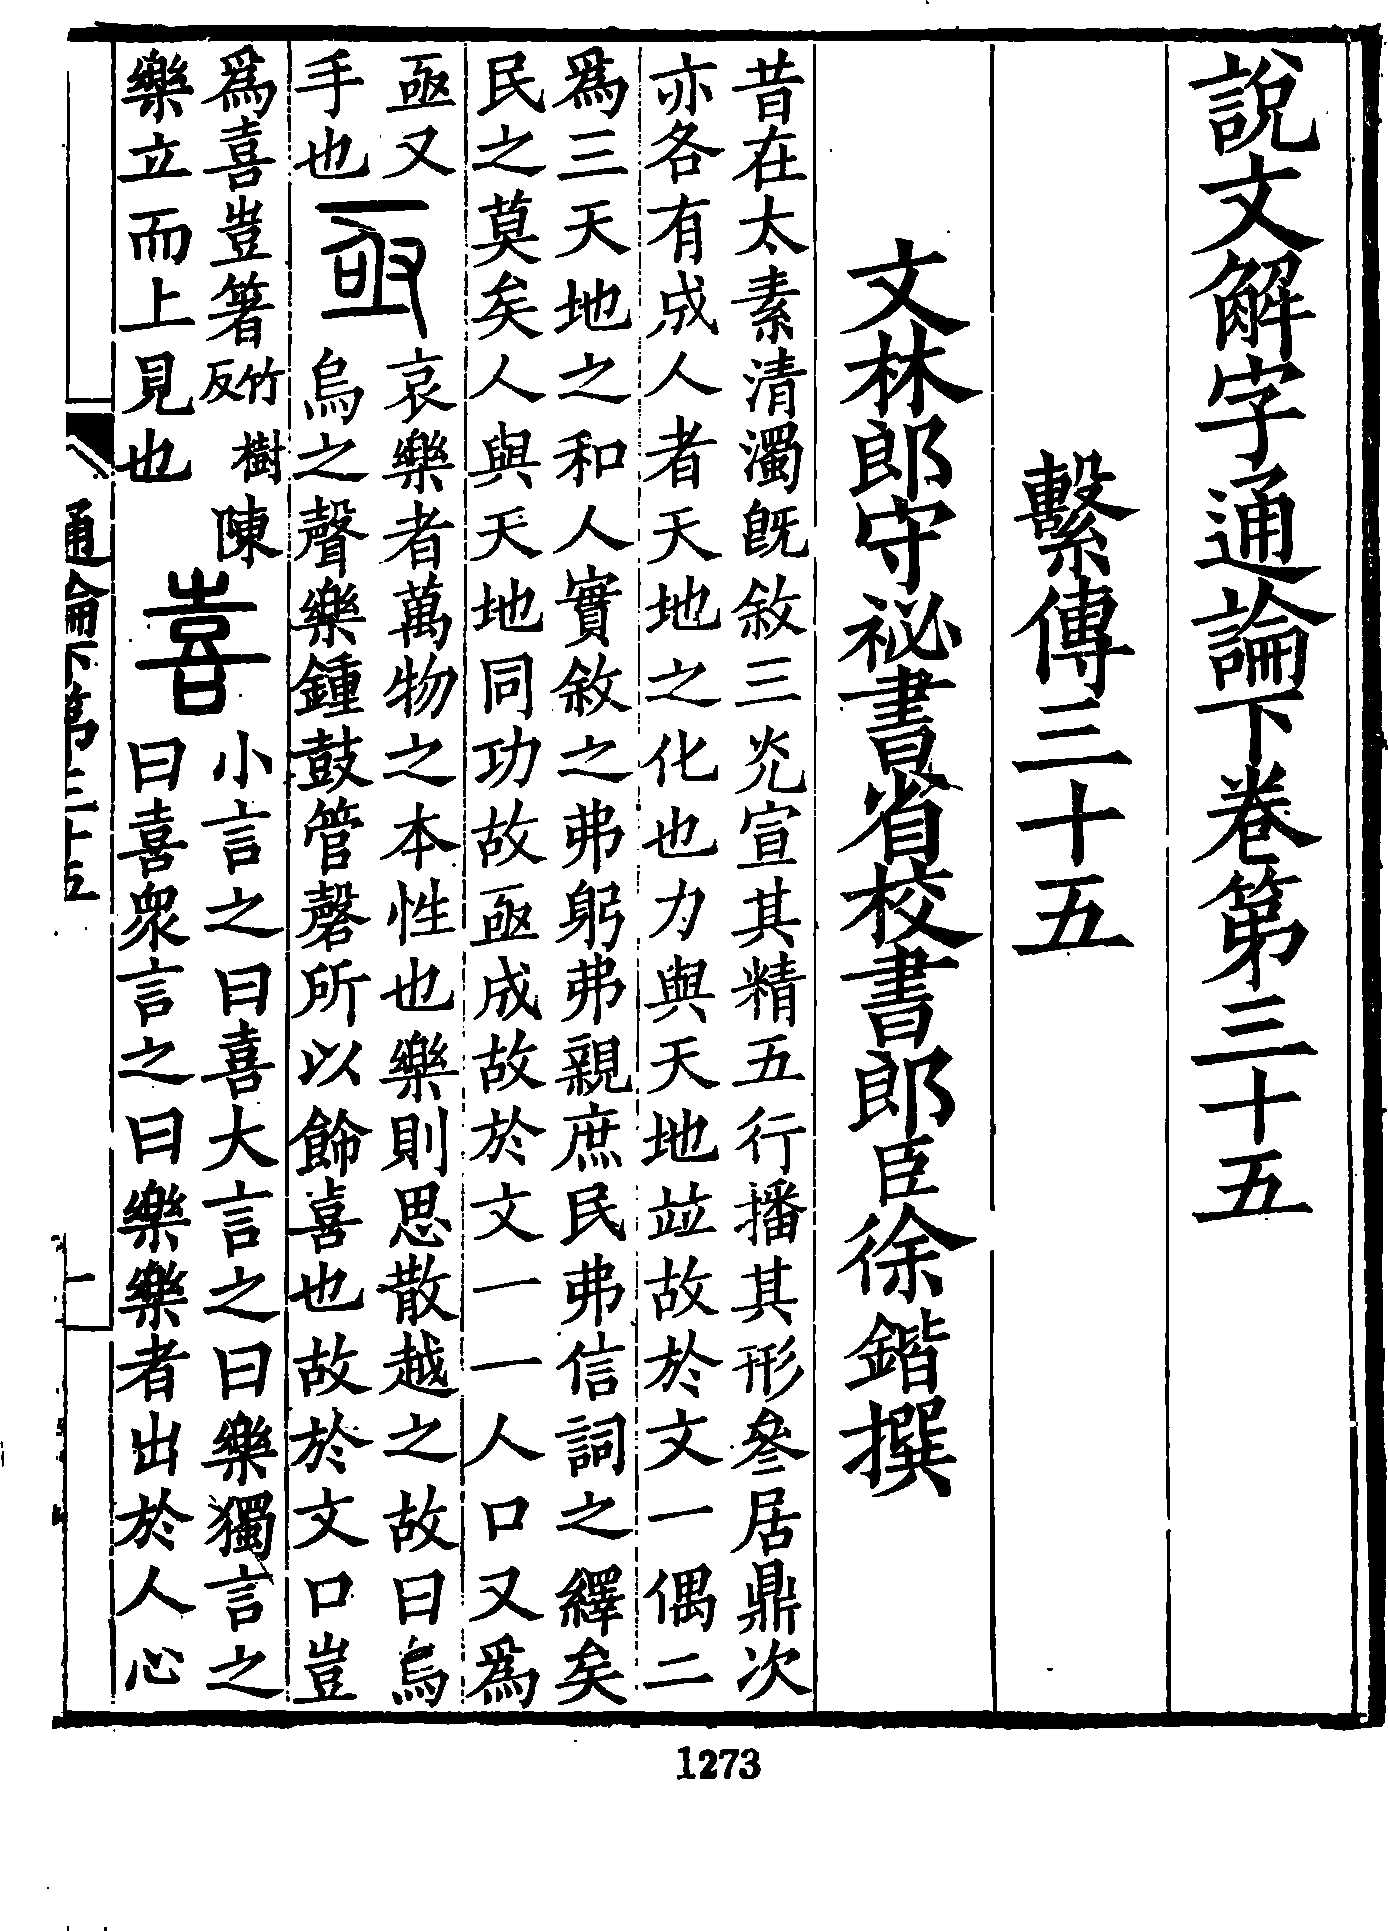 說文解字通論下卷第三十五
繫傳三十五
文林郎守祕書省校書郎臣徐鍇撰
昔在太素清濁既敘三光宣其精五行播其形參居鼎次
亦各有成人者天地之化也力與天地竝故於文一偶二
爲三天地之和人實敘之弗躬弗親庶民弗信詞之繹矣
民之莫矣人與天地同功故亟成故於文一一人口又爲
亟又
手也
亟
哀樂者萬物之本性也樂則思散越之故曰烏
烏之聲樂鍾鼓管磬所以餙喜也故於文口豈
爲喜豈箸竹反樹陳
樂立而上見也
喜
小言之曰喜大言之曰樂獨言之
曰喜衆言之曰樂樂者出於人心
通論下第三十五
一
1273